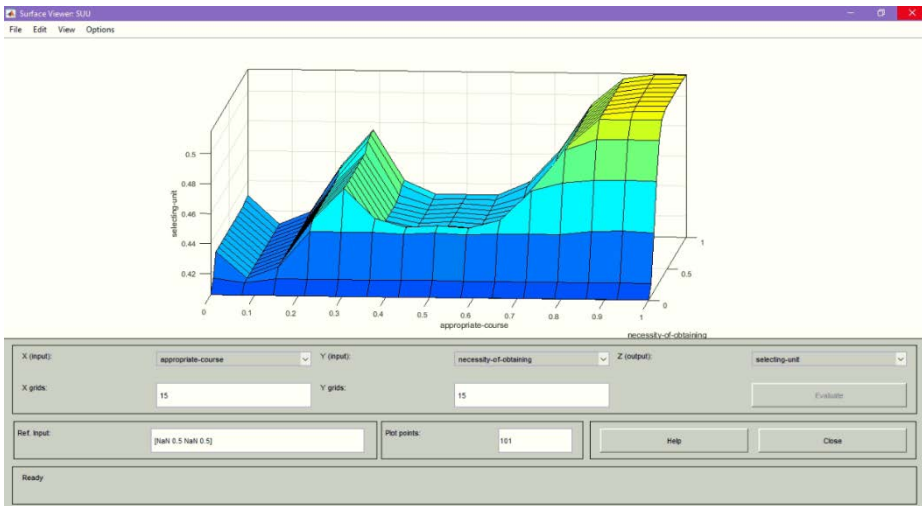 Surface Viewer: SUU
File Edit View Options
0.5
0.48
0.46
0.44
0.42
selecting-unit
0 0.1 0.2 0.3 0.4 0.5 0.6 0.7 0.8 0.9 1
appropriate-course
0
0.5
1
necessity-of-obtaining
X (input): appropriate-course Y (input): necessity-of-obtaining Z (output): selecting-unit
X grids: 15 Y grids: 15 Evaluate
Ref. Input: [NaN 0.5 NaN 0.5] Plot points: 101 Help Close
Ready